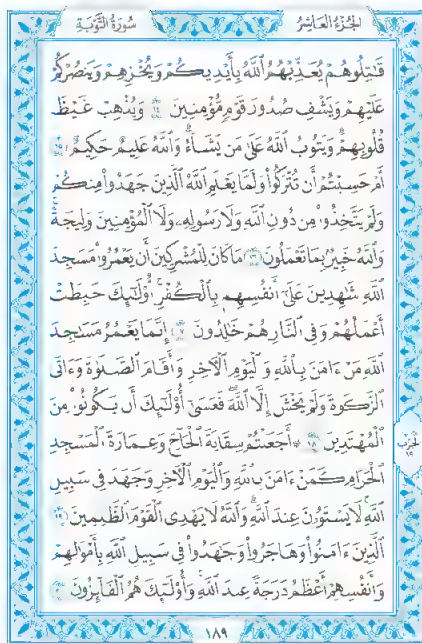 الجزء العاشر
سورة التوبة
قَٰتِلُوهُمْ يُعَذِّبْهُمُ ٱللَّهُ بِأَيْدِيكُمْ وَيُخْزِهِمْ وَيَنصُرْكُمْ
عَلَيْهِمْ وَيَشْفِ صُدُورَ قَوْمٍ مُّؤْمِنِينَ ١٤ وَيُذْهِبْ غَيْظَ
قُلُوبِهِمْ وَيَتُوبُ ٱللَّهُ عَلَىٰ مَن يَشَآءُ وَٱللَّهُ عَلِيمٌ حَكِيمٌ ١٥
أَمْ حَسِبْتُمْ أَن تُتْرَكُوا۟ وَلَمَّا يَعْلَمِ ٱللَّهُ ٱلَّذِينَ جَٰهَدُوا۟ مِنكُمْ
وَلَمْ يَتَّخِذُوا۟ مِن دُونِ ٱللَّهِ وَلَا رَسُولِهِۦ وَلَا ٱلْمُؤْمِنِينَ وَلِيجَةً
وَٱللَّهُ خَبِيرٌۢ بِمَا تَعْمَلُونَ ١٦ مَا كَانَ لِلْمُشْرِكِينَ أَن يَعْمُرُوا۟ مَسَٰجِدَ
ٱللَّهِ شَٰهِدِينَ عَلَىٰٓ أَنفُسِهِم بِٱلْكُفْرِ أُو۟لَٰٓئِكَ حَبِطَتْ
أَعْمَٰلُهُمْ وَفِى ٱلنَّارِ هُمْ خَٰلِدُونَ ١٧ إِنَّمَا يَعْمُرُ مَسَٰجِدَ
ٱللَّهِ مَنْ ءَامَنَ بِٱللَّهِ وَٱلْيَوْمِ ٱلْءَاخِرِ وَأَقَامَ ٱلصَّلَوٰةَ وَءَاتَى
ٱلزَّكَوٰةَ وَلَمْ يَخْشَ إِلَّا ٱللَّهَ فَعَسَىٰٓ أُو۟لَٰٓئِكَ أَن يَكُونُوا۟ مِنَ
ٱلْمُهْتَدِينَ ١٨ ۞ أَجَعَلْتُمْ سِقَايَةَ ٱلْحَآجِّ وَعِمَارَةَ ٱلْمَسْجِدِ
ٱلْحَرَامِ كَمَنْ ءَامَنَ بِٱللَّهِ وَٱلْيَوْمِ ٱلْءَاخِرِ وَجَٰهَدَ فِى سَبِيلِ
ٱللَّهِ لَا يَسْتَوُۥنَ عِندَ ٱللَّهِ وَٱللَّهُ لَا يَهْدِى ٱلْقَوْمَ ٱلظَّٰلِمِينَ ١٩
ٱلَّذِينَ ءَامَنُوا۟ وَهَاجَرُوا۟ وَجَٰهَدُوا۟ فِى سَبِيلِ ٱللَّهِ بِأَمْوَٰلِهِمْ
وَأَنفُسِهِمْ أَعْظَمُ دَرَجَةً عِندَ ٱللَّهِ وَأُو۟لَٰٓئِكَ هُمُ ٱلْفَآئِزُونَ ٢٠
الحزب
١٩
١٨٩